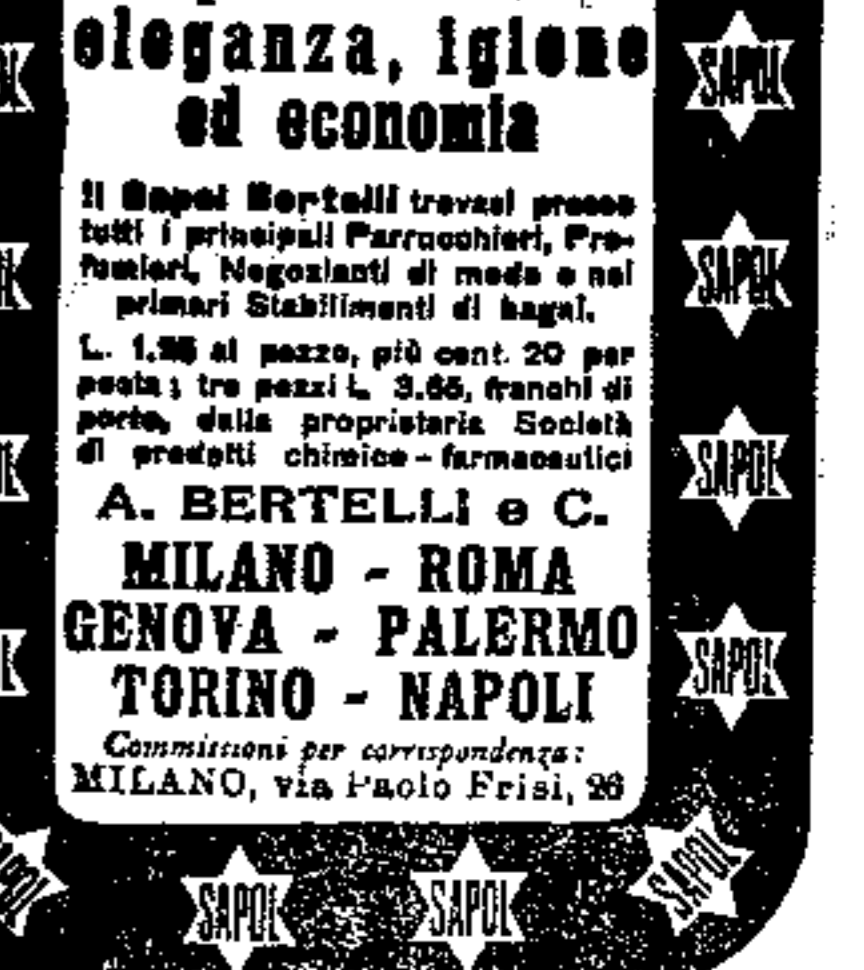 eleganza, igiene
ed economia
Il Sapol Bertelli trovasi presso
tutti i principali Parrucchieri, Pro-
fumieri, Negozianti di mode e nei
primari Stabilimenti di bagni.
L. 1.25 al pezzo, più cent. 20 per
posta; tre pezzi L. 3.65, franchi di
porto, dalla proprietaria Società
di prodotti chimico-farmaceutici
A. BERTELLI e C.
MILANO - ROMA
GENOVA - PALERMO
TORINO - NAPOLI
Commissioni per corrispondenza:
MILANO, via Paolo Frisi, 26
SAPOL
SAPOL
SAPOL
SAPOL
SAPOL
SAPOL
SAPOL